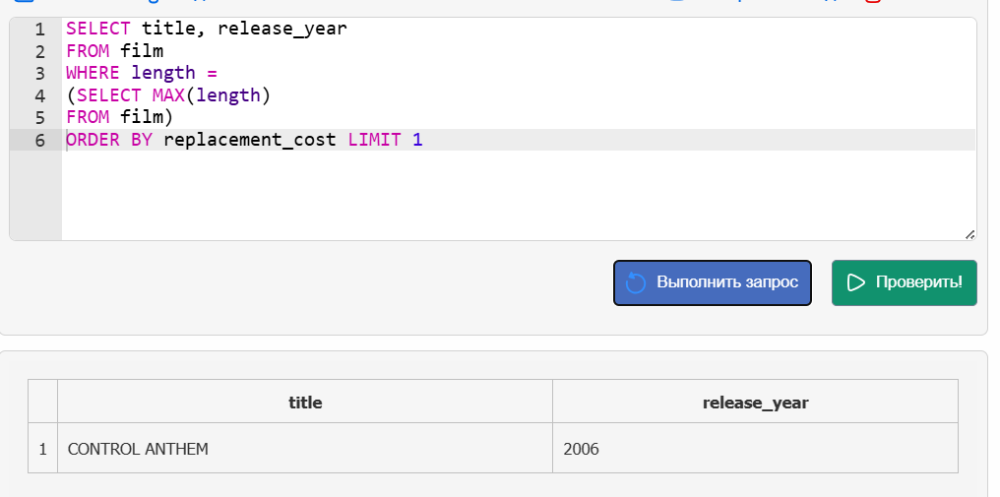 1 SELECT title, release_year
2 FROM film
3 WHERE length =
4 (SELECT MAX(length)
5 FROM film)
6 ORDER BY replacement_cost LIMIT 1
Выполнить запрос Проверить!
title release_year
1 CONTROL ANTHEM 2006